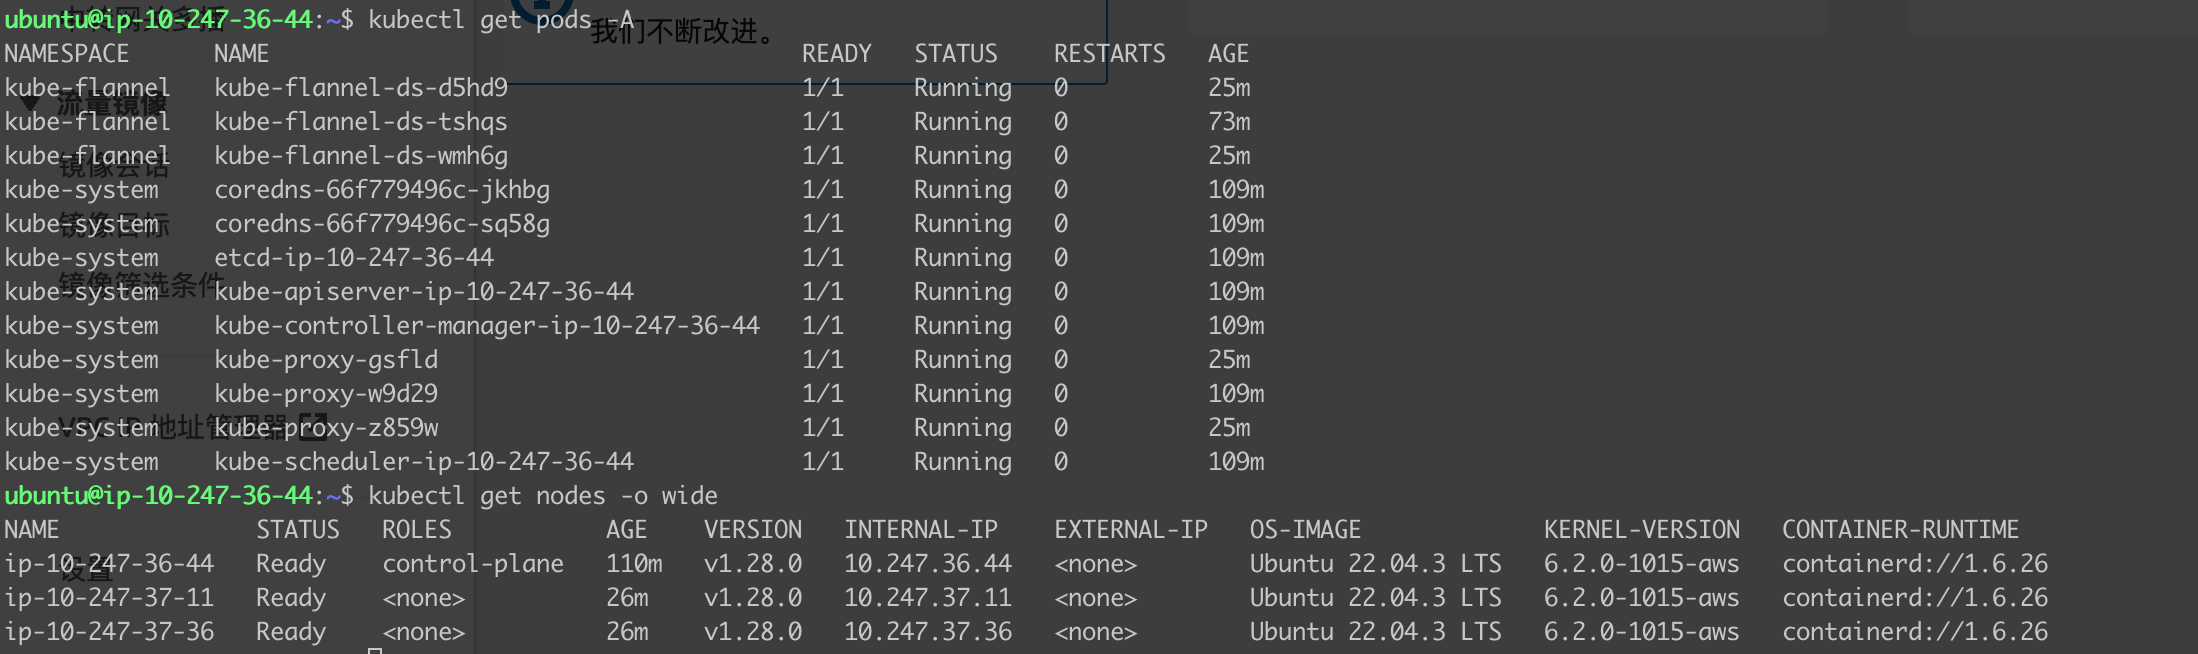 ubuntu@ip-10-247-36-44:~$ kubectl get pods -A
我们不断改进。
NAMESPACE NAME READY STATUS RESTARTS AGE
kube-flannel kube-flannel-ds-d5hd9 1/1 Running 0 25m
流量镜像
kube-flannel kube-flannel-ds-tshqs 1/1 Running 0 73m
kube-flannel kube-flannel-ds-wmh6g 1/1 Running 0 25m
镜像会话
kube-system coredns-66f779496c-jkhbg 1/1 Running 0 109m
kube-system coredns-66f779496c-sq58g 1/1 Running 0 109m
镜像目标
kube-system etcd-ip-10-247-36-44 1/1 Running 0 109m
kube-system kube-apiserver-ip-10-247-36-44 1/1 Running 0 109m
镜像筛选条件
kube-system kube-controller-manager-ip-10-247-36-44 1/1 Running 0 109m
kube-system kube-proxy-gsfld 1/1 Running 0 25m
kube-system kube-proxy-w9d29 1/1 Running 0 109m
kube-system kube-proxy-z859w 1/1 Running 0 25m
VPC IP 地址管理器
kube-system kube-scheduler-ip-10-247-36-44 1/1 Running 0 109m
ubuntu@ip-10-247-36-44:~$ kubectl get nodes -o wide
NAME STATUS ROLES AGE VERSION INTERNAL-IP EXTERNAL-IP OS-IMAGE KERNEL-VERSION CONTAINER-RUNTIME
ip-10-247-36-44 Ready control-plane 110m v1.28.0 10.247.36.44 <none> Ubuntu 22.04.3 LTS 6.2.0-1015-aws containerd://1.6.26
设置
ip-10-247-37-11 Ready <none> 26m v1.28.0 10.247.37.11 <none> Ubuntu 22.04.3 LTS 6.2.0-1015-aws containerd://1.6.26
ip-10-247-37-36 Ready <none> 26m v1.28.0 10.247.37.36 <none> Ubuntu 22.04.3 LTS 6.2.0-1015-aws containerd://1.6.26